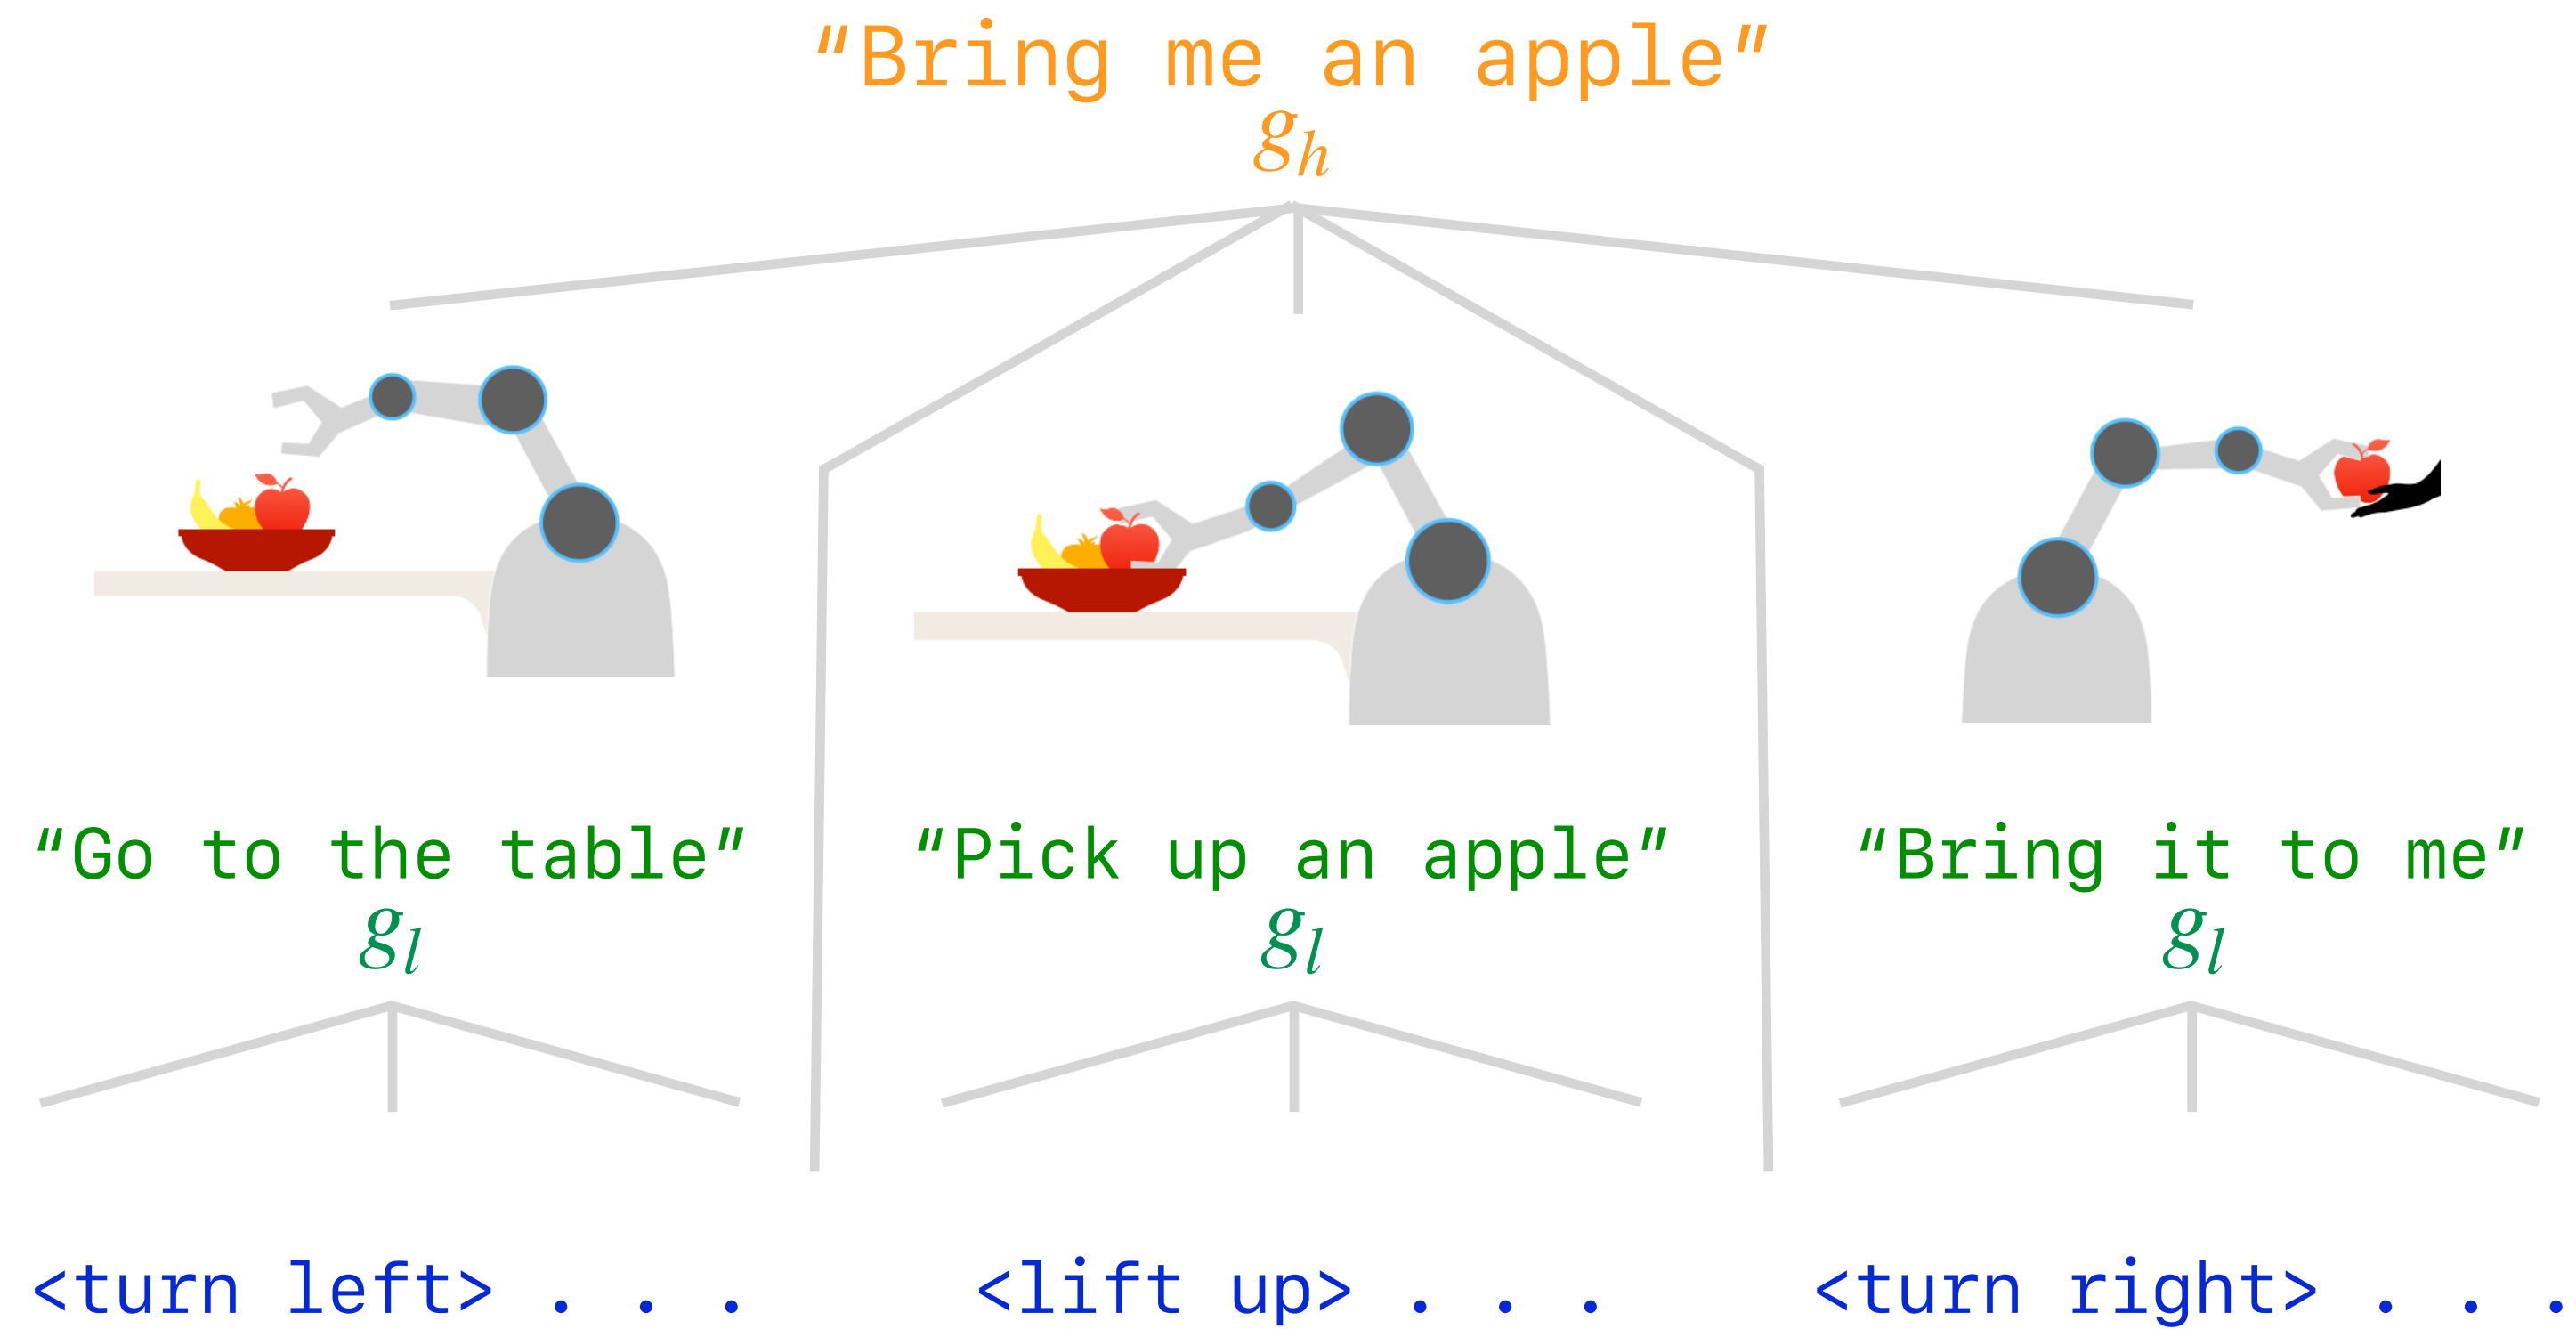 “Bring me an apple”
g_h
“Go to the table” “Pick up an apple” “Bring it to me”
g_l g_l g_l
<turn left> . . . <lift up> . . . <turn right> . . .